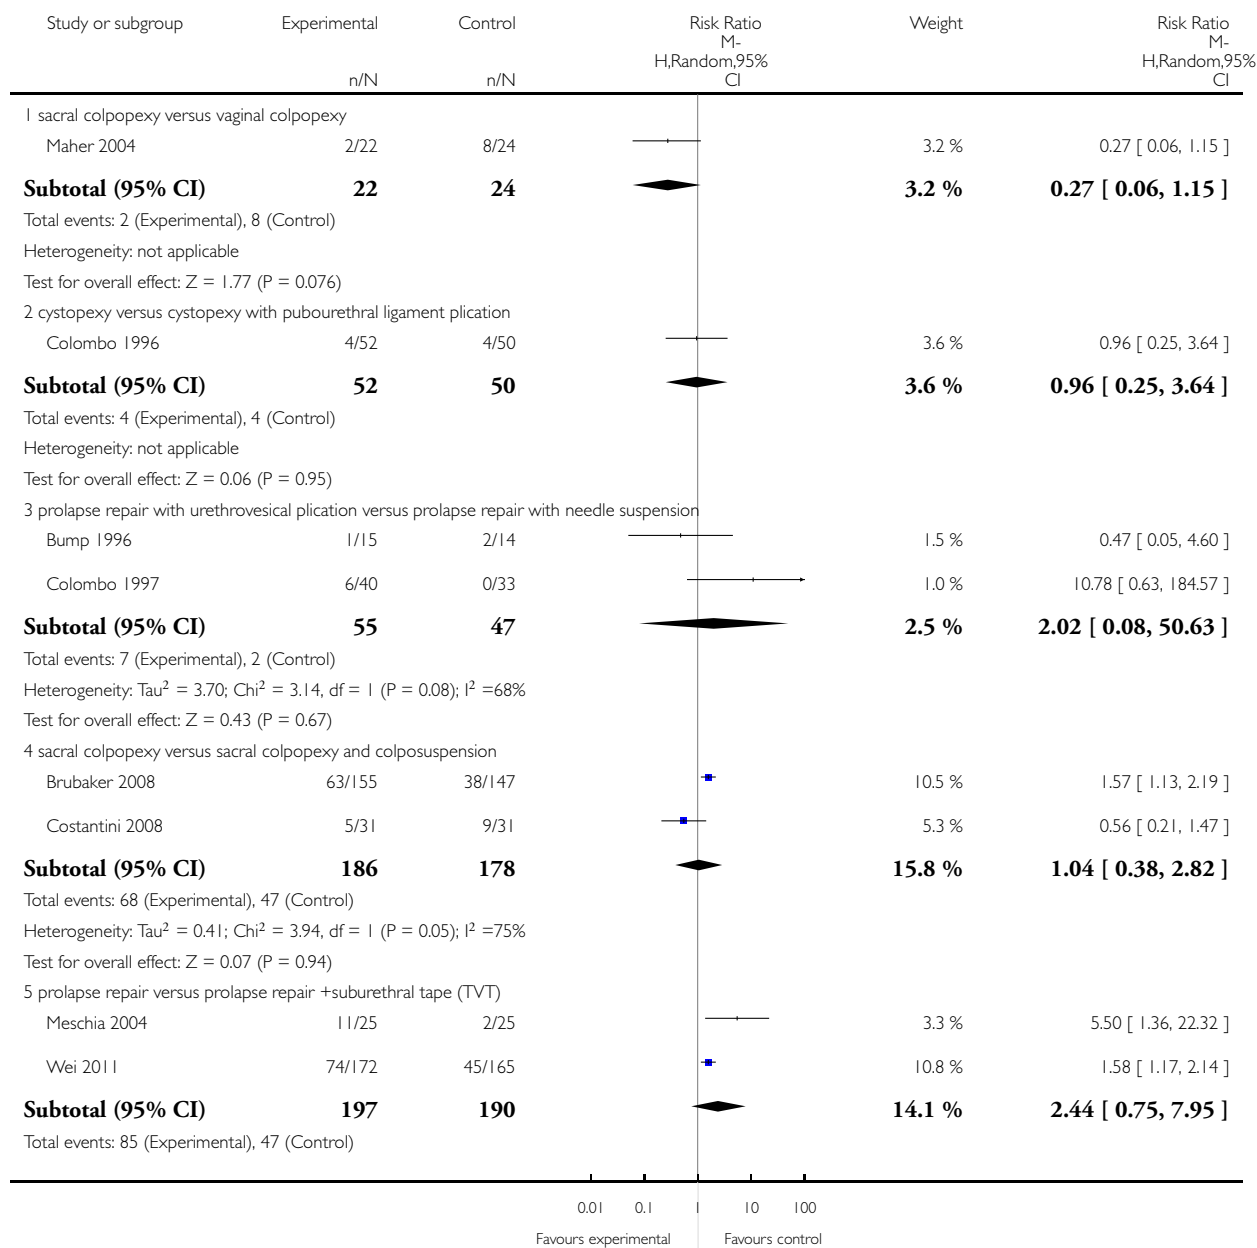 Study or subgroup Experimental Control Risk Ratio Weight Risk Ratio
M- M-
H,Random,95% H,Random,95%
n/N n/N CI CI
1 sacral colpopexy versus vaginal colpopexy
Maher 2004 2/22 8/24 3.2 % 0.27 [ 0.06, 1.15 ]
Subtotal (95% CI) 22 24 3.2 % 0.27 [ 0.06, 1.15 ]
Total events: 2 (Experimental), 8 (Control)
Heterogeneity: not applicable
Test for overall effect: Z = 1.77 (P = 0.076)
2 cystopexy versus cystopexy with pubourethral ligament plication
Colombo 1996 4/52 4/50 3.6 % 0.96 [ 0.25, 3.64 ]
Subtotal (95% CI) 52 50 3.6 % 0.96 [ 0.25, 3.64 ]
Total events: 4 (Experimental), 4 (Control)
Heterogeneity: not applicable
Test for overall effect: Z = 0.06 (P = 0.95)
3 prolapse repair with urethrovesical plication versus prolapse repair with needle suspension
Bump 1996 1/15 2/14 1.5 % 0.47 [ 0.05, 4.60 ]
Colombo 1997 6/40 0/33 1.0 % 10.78 [ 0.63, 184.57 ]
Subtotal (95% CI) 55 47 2.5 % 2.02 [ 0.08, 50.63 ]
Total events: 7 (Experimental), 2 (Control)
Heterogeneity: Tau² = 3.70; Chi² = 3.14, df = 1 (P = 0.08); I² =68%
Test for overall effect: Z = 0.43 (P = 0.67)
4 sacral colpopexy versus sacral colpopexy and colposuspension
Brubaker 2008 63/155 38/147 10.5 % 1.57 [ 1.13, 2.19 ]
Costantini 2008 5/31 9/31 5.3 % 0.56 [ 0.21, 1.47 ]
Subtotal (95% CI) 186 178 15.8 % 1.04 [ 0.38, 2.82 ]
Total events: 68 (Experimental), 47 (Control)
Heterogeneity: Tau² = 0.41; Chi² = 3.94, df = 1 (P = 0.05); I² =75%
Test for overall effect: Z = 0.07 (P = 0.94)
5 prolapse repair versus prolapse repair +suburethral tape (TVT)
Meschia 2004 11/25 2/25 3.3 % 5.50 [ 1.36, 22.32 ]
Wei 2011 74/172 45/165 10.8 % 1.58 [ 1.17, 2.14 ]
Subtotal (95% CI) 197 190 14.1 % 2.44 [ 0.75, 7.95 ]
Total events: 85 (Experimental), 47 (Control)
0.01 0.1 1 10 100
Favours experimental Favours control